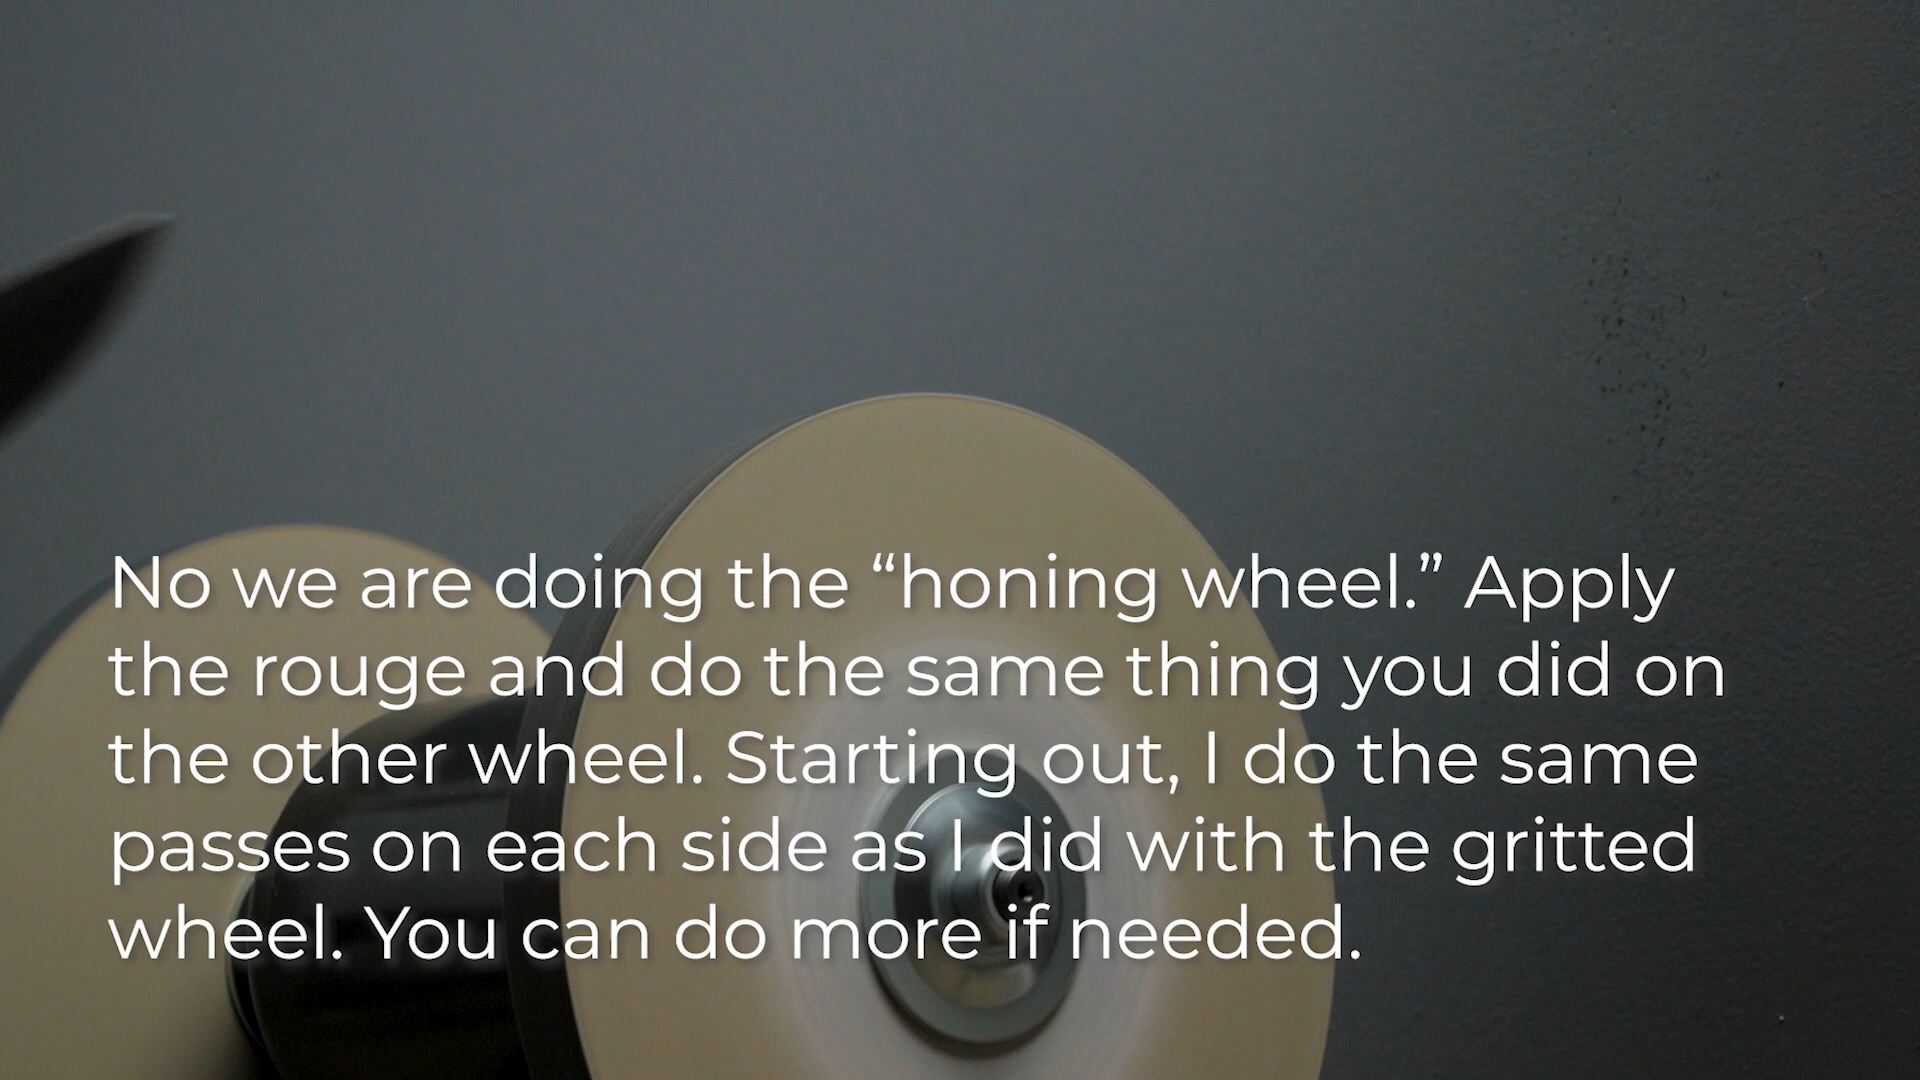 No we are doing the “honing wheel.” Apply
the rouge and do the same thing you did on
the other wheel. Starting out, I do the same
passes on each side as I did with the gritted
wheel. You can do more if needed.